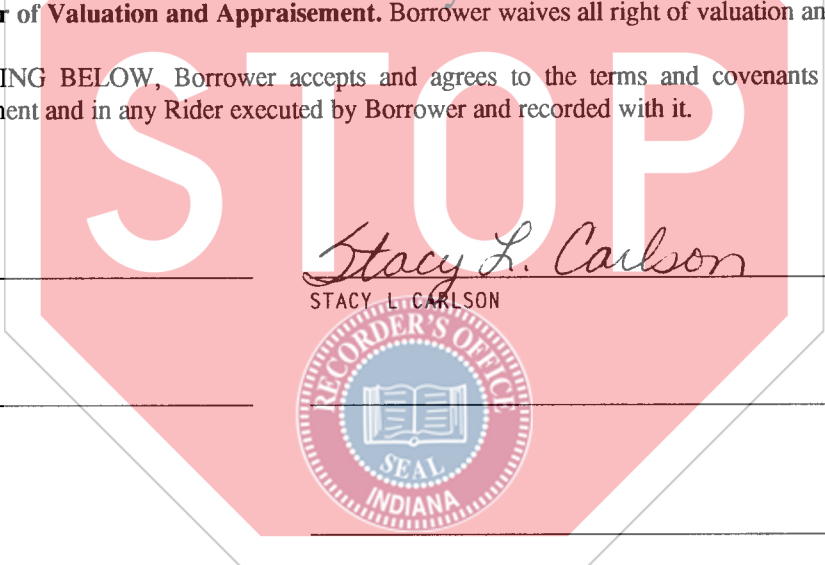 r of Valuation and Appraisement. Borrower waives all right of valuation an
ING BELOW, Borrower accepts and agrees to the terms and covenants
ent and in any Rider executed by Borrower and recorded with it.
STOP
Stacy L. Carlson
STACY L CARLSON
RECORDER'S OFFICE
SEAL
INDIANA